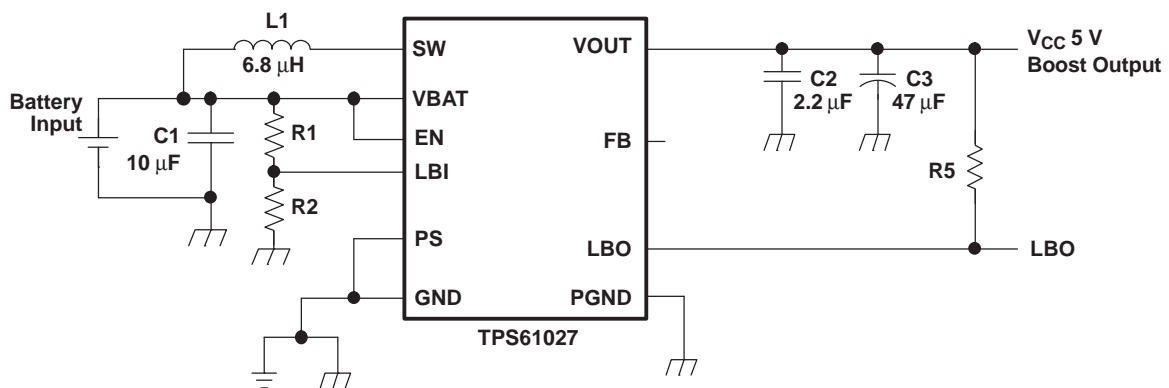 L1
6.8 μH
SW
VOUT
VCC 5 V
Boost Output
Battery
Input
C1
10 μF
R1
VBAT
EN
LBI
R2
C2
2.2 μF
C3
47 μF
FB
R5
PS
LBO
LBO
GND
PGND
TPS61027